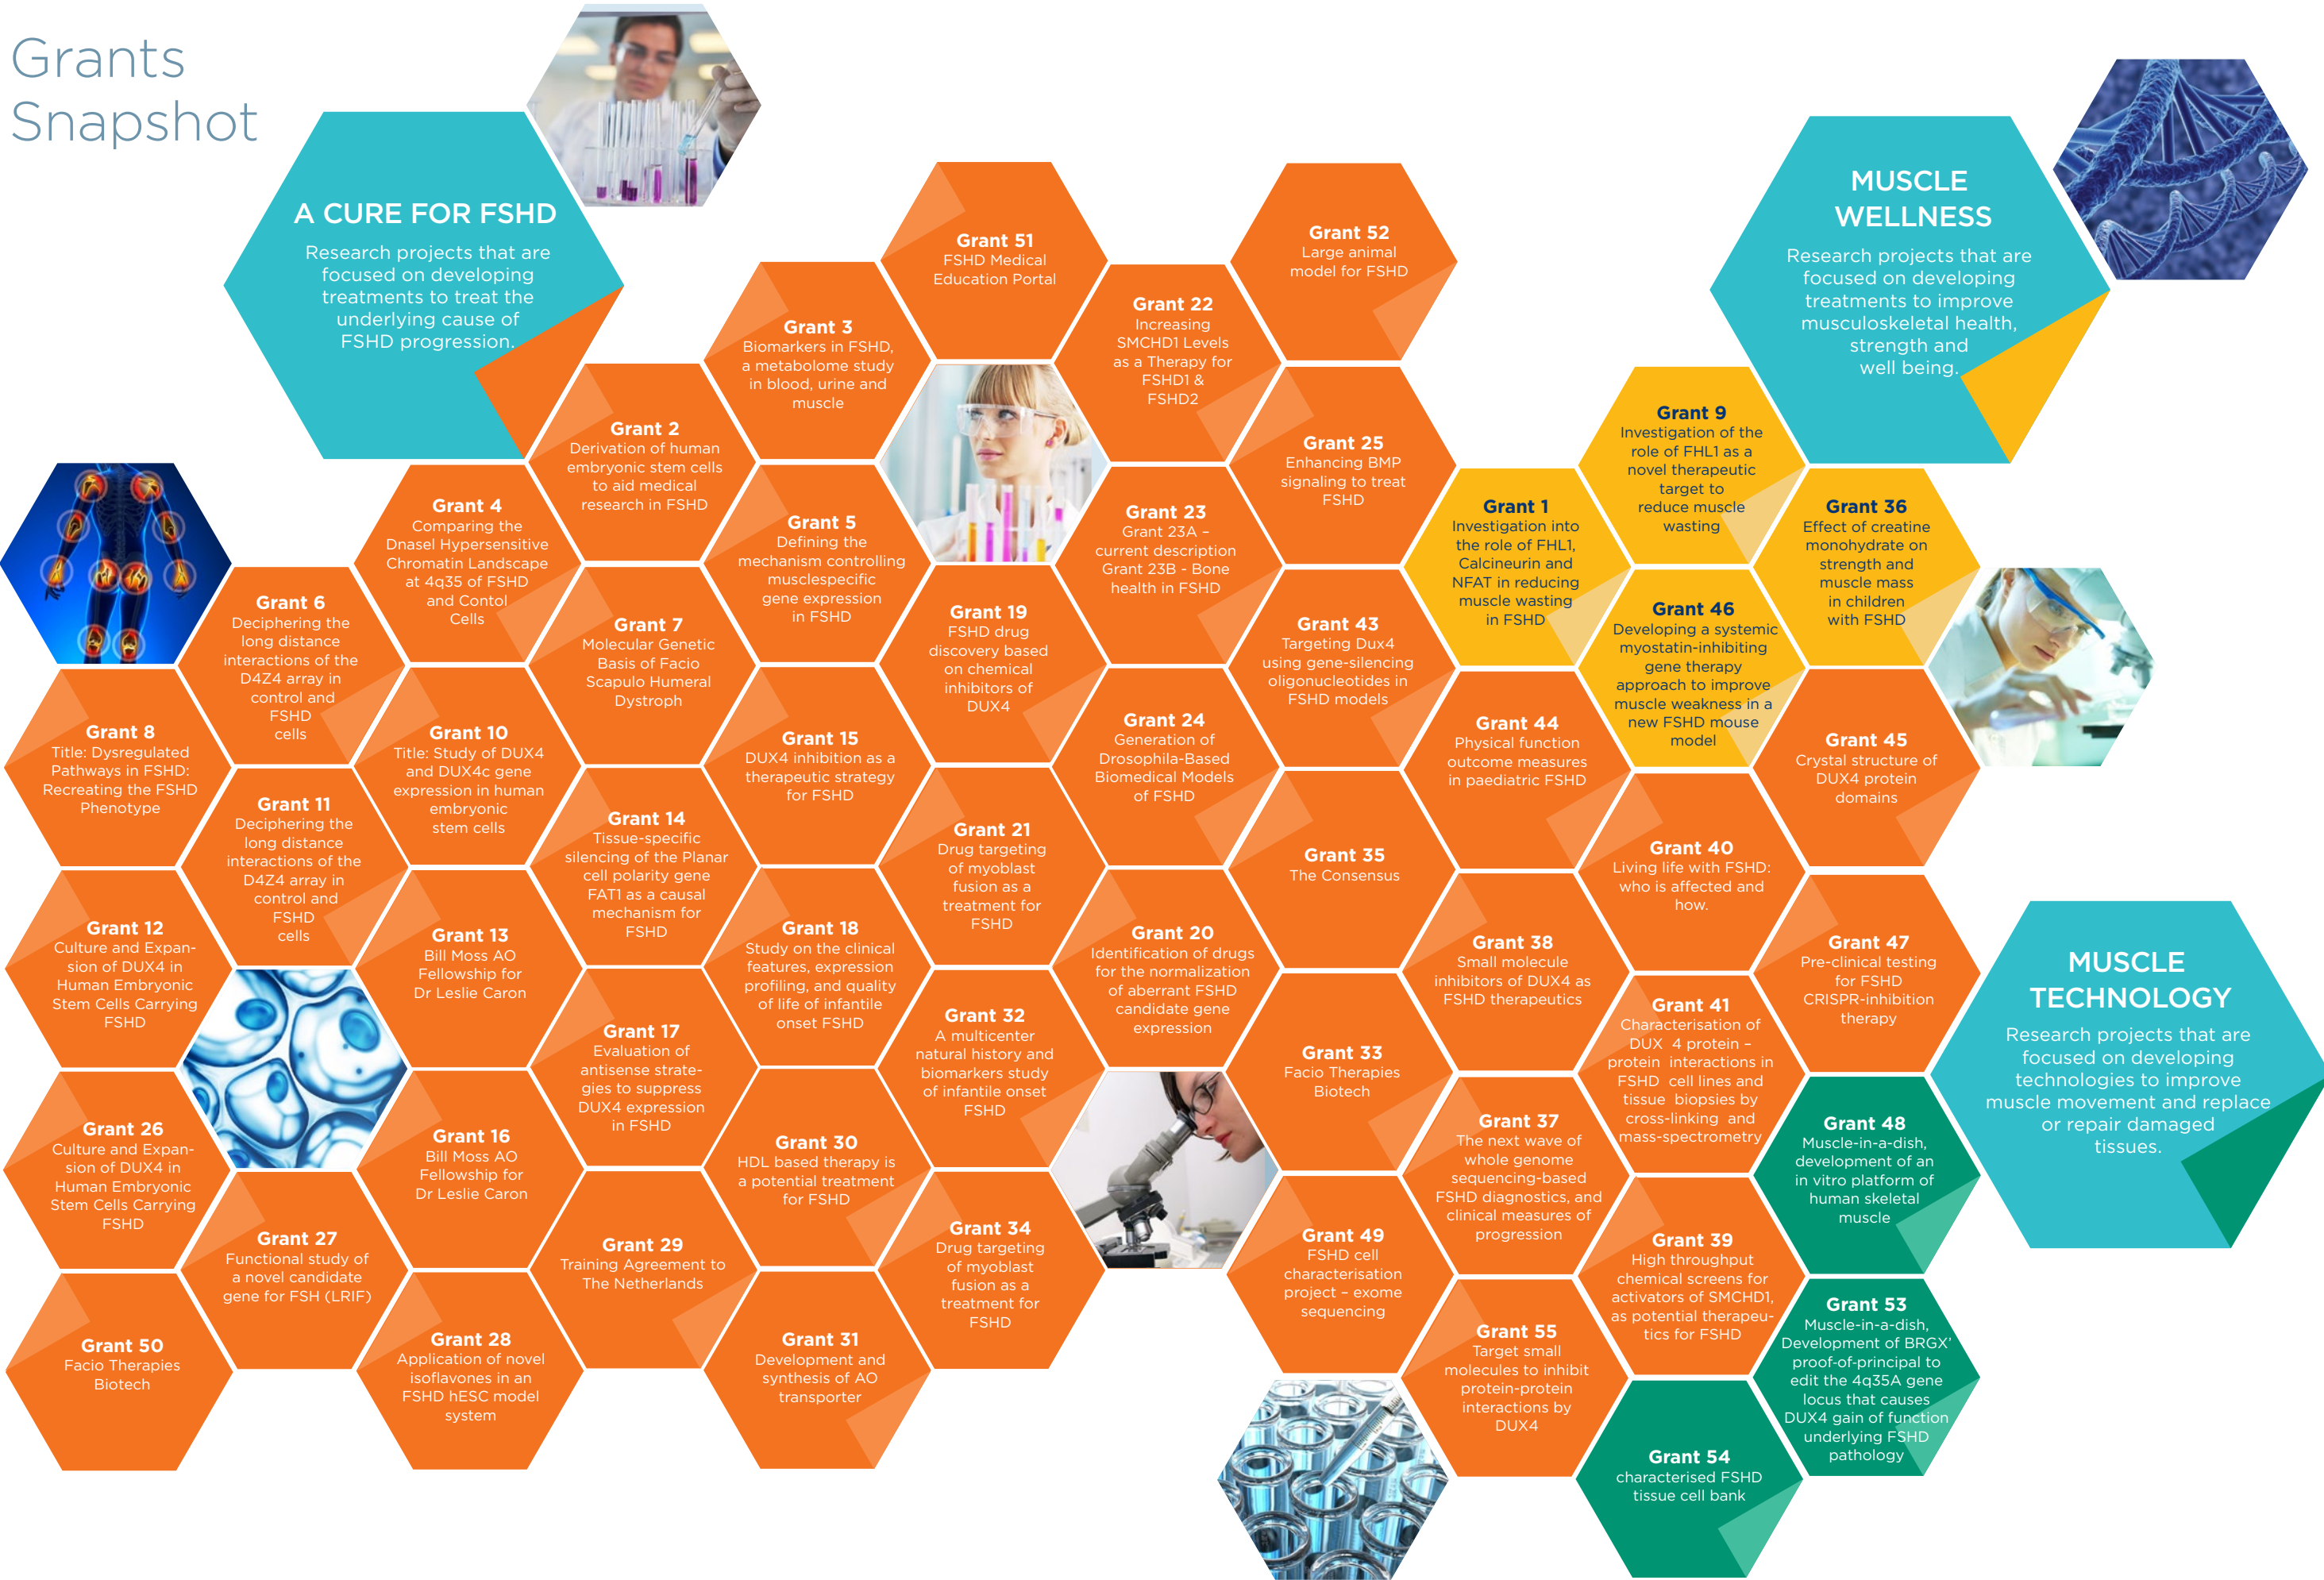 Grants
Snapshot
A CURE FOR FSHD
Research projects that are
focused on developing
treatments to treat the
underlying cause of
FSHD progression.
MUSCLE
WELLNESS
Research projects that are
focused on developing
treatments to improve
musculoskeletal health,
strength and
well being.
Grant 51
FSHD Medical
Education Portal
Grant 52
Large animal
model for FSHD
Grant 3
Biomarkers in FSHD,
a metabolome study
in blood, urine and
muscle
Grant 22
Increasing
SMCHD1 Levels
as a Therapy for
FSHD1 &
FSHD2
Grant 2
Derivation of human
embryonic stem cells
to aid medical
research in FSHD
Grant 25
Enhancing BMP
signaling to treat
FSHD
Grant 9
Investigation of the
role of FHL1 as a
novel therapeutic
target to
reduce muscle
wasting
Grant 4
Comparing the
DnaseI Hypersensitive
Chromatin Landscape
at 4q35 of FSHD
and Contol
Cells
Grant 5
Defining the
mechanism controlling
musclespecific
gene expression
in FSHD
Grant 23
Grant 23A –
current description
Grant 23B - Bone
health in FSHD
Grant 1
Investigation into
the role of FHL1,
Calcineurin and
NFAT in reducing
muscle wasting
in FSHD
Grant 36
Effect of creatine
monohydrate on
strength and
muscle mass
in children
with FSHD
Grant 6
Deciphering the
long distance
interactions of the
D4Z4 array in
control and
FSHD
cells
Grant 7
Molecular Genetic
Basis of Facio
Scapulo Humeral
Dystroph
Grant 19
FSHD drug
discovery based
on chemical
inhibitors of
DUX4
Grant 43
Targeting Dux4
using gene-silencing
oligonucleotides in
FSHD models
Grant 46
Developing a systemic
myostatin-inhibiting
gene therapy
approach to improve
muscle weakness in a
new FSHD mouse
model
Grant 8
Title: Dysregulated
Pathways in FSHD:
Recreating the FSHD
Phenotype
Grant 10
Title: Study of DUX4
and DUX4c gene
expression in human
embryonic
stem cells
Grant 15
DUX4 inhibition as a
therapeutic strategy
for FSHD
Grant 24
Generation of
Drosophila-Based
Biomedical Models
of FSHD
Grant 44
Physical function
outcome measures
in paediatric FSHD
Grant 45
Crystal structure of
DUX4 protein
domains
Grant 11
Deciphering the
long distance
interactions of the
D4Z4 array in
control and
FSHD
cells
Grant 14
Tissue-specific
silencing of the Planar
cell polarity gene
FAT1 as a causal
mechanism for
FSHD
Grant 21
Drug targeting
of myoblast
fusion as a
treatment for
FSHD
Grant 35
The Consensus
Grant 40
Living life with FSHD:
who is affected and
how.
Grant 12
Culture and Expan-
sion of DUX4 in
Human Embryonic
Stem Cells Carrying
FSHD
Grant 13
Bill Moss AO
Fellowship for
Dr Leslie Caron
Grant 18
Study on the clinical
features, expression
profiling, and quality
of life of infantile
onset FSHD
Grant 20
Identification of drugs
for the normalization
of aberrant FSHD
candidate gene
expression
Grant 38
Small molecule
inhibitors of DUX4 as
FSHD therapeutics
Grant 47
Pre-clinical testing
for FSHD
CRISPR-inhibition
therapy
MUSCLE
TECHNOLOGY
Research projects that are
focused on developing
technologies to improve
muscle movement and replace
or repair damaged
tissues.
Grant 17
Evaluation of
antisense strate-
gies to suppress
DUX4 expression
in FSHD
Grant 32
A multicenter
natural history and
biomarkers study
of infantile onset
FSHD
Grant 33
Facio Therapies
Biotech
Grant 41
Characterisation of
DUX 4 protein –
protein interactions in
FSHD cell lines and
tissue biopsies by
cross-linking and
mass-spectrometry
Grant 26
Culture and Expan-
sion of DUX4 in
Human Embryonic
Stem Cells Carrying
FSHD
Grant 16
Bill Moss AO
Fellowship for
Dr Leslie Caron
Grant 30
HDL based therapy is
a potential treatment
for FSHD
Grant 37
The next wave of
whole genome
sequencing-based
FSHD diagnostics, and
clinical measures of
progression
Grant 48
Muscle-in-a-dish,
development of an
in vitro platform of
human skeletal
muscle
Grant 27
Functional study of
a novel candidate
gene for FSH (LRIF)
Grant 29
Training Agreement to
The Netherlands
Grant 34
Drug targeting
of myoblast
fusion as a
treatment for
FSHD
Grant 49
FSHD cell
characterisation
project – exome
sequencing
Grant 39
High throughput
chemical screens for
activators of SMCHD1,
as potential therapeu-
tics for FSHD
Grant 50
Facio Therapies
Biotech
Grant 28
Application of novel
isoflavones in an
FSHD hESC model
system
Grant 31
Development and
synthesis of AO
transporter
Grant 55
Target small
molecules to inhibit
protein-protein
interactions by
DUX4
Grant 53
Muscle-in-a-dish,
Development of BRGX'
proof-of-principal to
edit the 4q35A gene
locus that causes
DUX4 gain of function
underlying FSHD
pathology
Grant 54
characterised FSHD
tissue cell bank